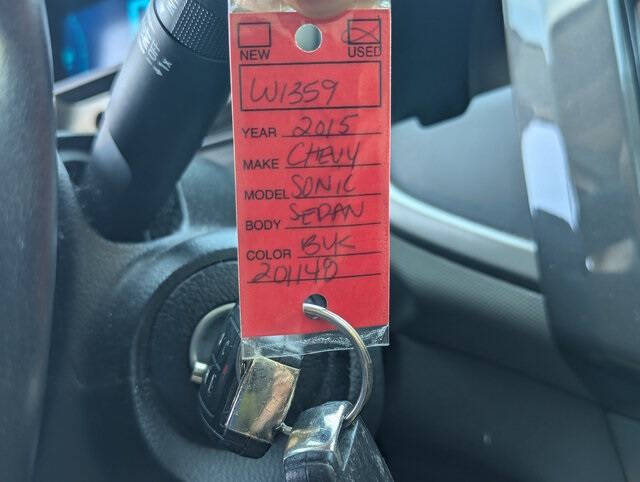 NEW USED
W1359
YEAR 2015
MAKE CHEVY
MODEL SONIC
BODY SEDAN
COLOR BLK
201148